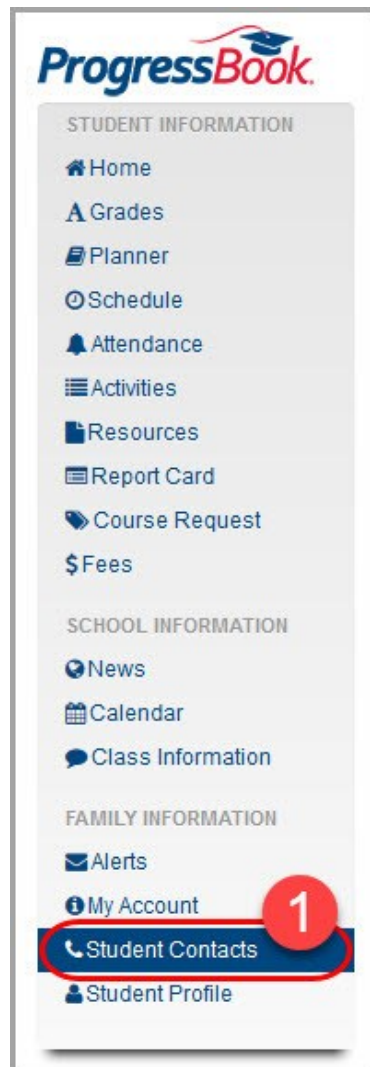 ProgressBook.
STUDENT INFORMATION
Home
Grades
Planner
Schedule
Attendance
Activities
Resources
Report Card
Course Request
Fees
SCHOOL INFORMATION
News
Calendar
Class Information
FAMILY INFORMATION
Alerts
My Account
1
Student Contacts
Student Profile